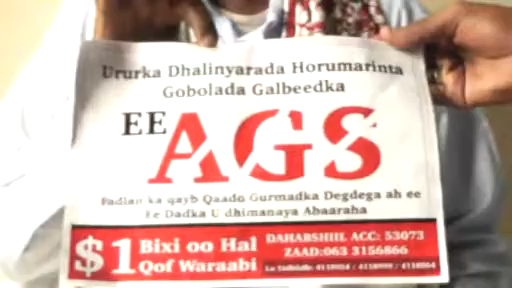 Ururka Dhalinyarada Horumarinta
Gobolada Galbeedka
EE AGS
Fadlan ka qayb Qaado Gurmadka Degdega ah ee
Ee Dadka U dhimanaya Abaaraha
$1 Bixi oo Hal
Qof Waraabi
DAHABSHIIL ACC: 53073
ZAAD:063 3156866